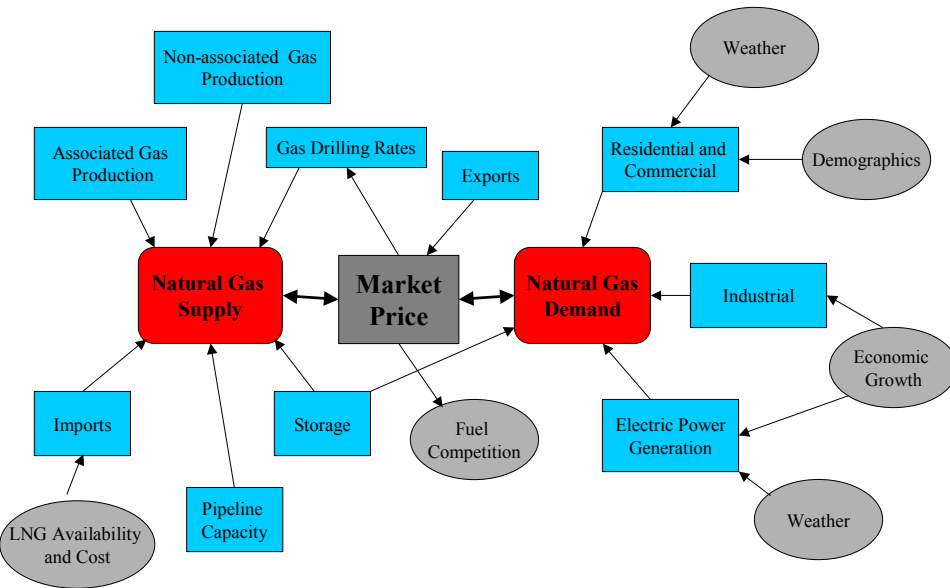 Weather
Non-associated Gas
Production
Associated Gas
Production
Gas Drilling Rates
Exports
Residential and
Commercial
Demographics
Natural Gas
Supply
Market
Price
Natural Gas
Demand
Industrial
Economic
Growth
Imports
Storage
Fuel
Competition
Electric Power
Generation
LNG Availability
and Cost
Pipeline
Capacity
Weather